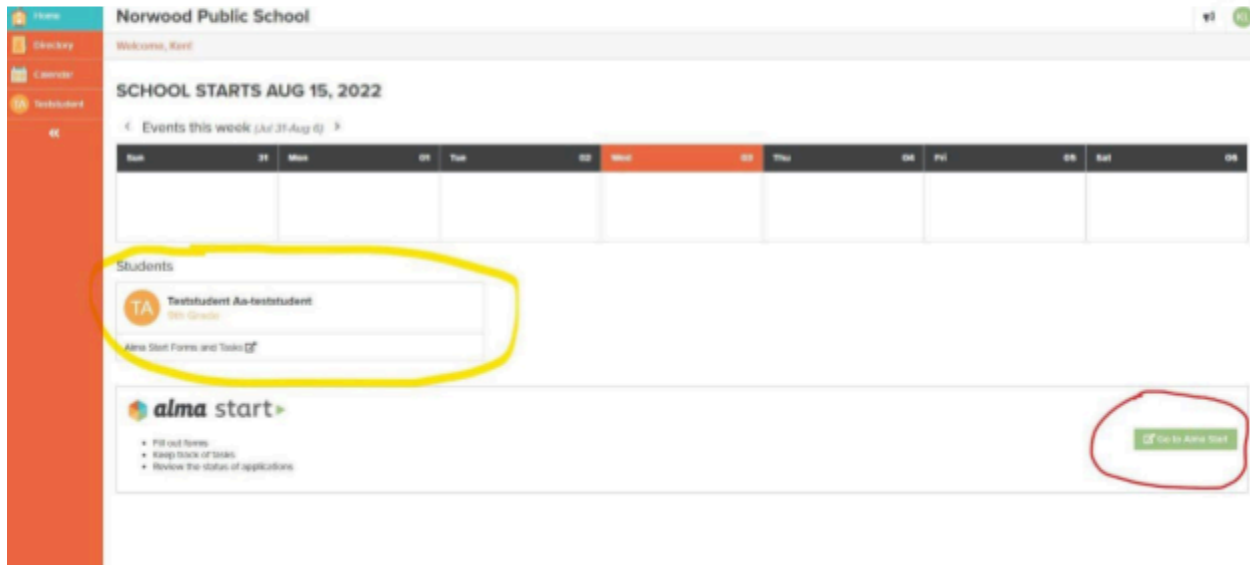 Home
Norwood Public School
Directory
Welcome, Kent
Calendar
Teststudent
SCHOOL STARTS AUG 15, 2022
Events this week (Jul 31-Aug 6)
Sun 31 Mon 01 Tue 02 Wed 03 Thu 04 Fri 05 Sat 06
Students
TA Teststudent Aa-teststudent
9th Grade
Alma Start Forms and Tasks
alma start
Fill out forms
Keep track of tasks
Review the status of applications
Go to Alma Start